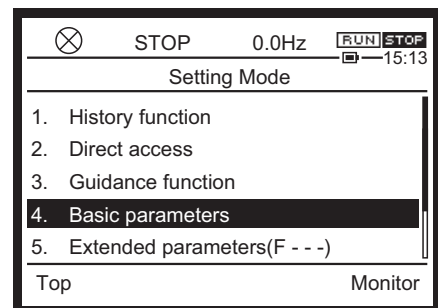 STOP 0.0Hz RUN STOP
15:13
Setting Mode
1. History function
2. Direct access
3. Guidance function
4. Basic parameters
5. Extended parameters(F - - -)
Top Monitor